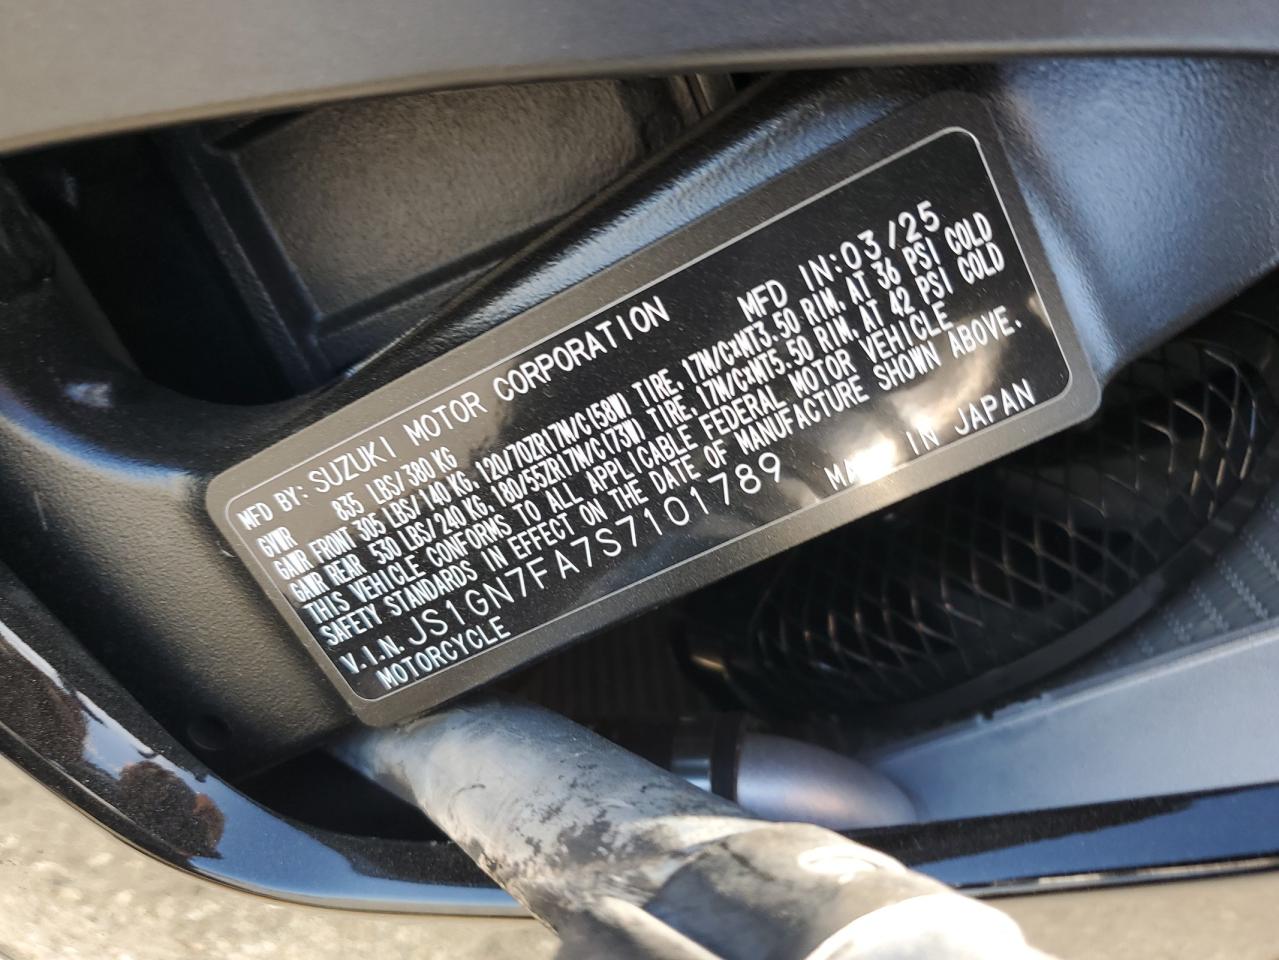 MFD BY: SUZUKI MOTOR CORPORATION MFD IN:03/25
GVWR 835 LBS/380 KG
GAWR FRONT 305 LBS/140 KG, 120/70ZR17M/C(58W) TIRE, 17M/C×MT3.50 RIM, AT 36 PSI COLD
GAWR REAR 530 LBS/240 KG, 180/55ZR17M/C(73W) TIRE, 17M/C×MT5.50 RIM, AT 42 PSI COLD
THIS VEHICLE CONFORMS TO ALL APPLICABLE FEDERAL MOTOR VEHICLE
SAFETY STANDARDS IN EFFECT ON THE DATE OF MANUFACTURE SHOWN ABOVE.
V.I.N. JS1GN7FA7S7101789 MADE IN JAPAN
MOTORCYCLE